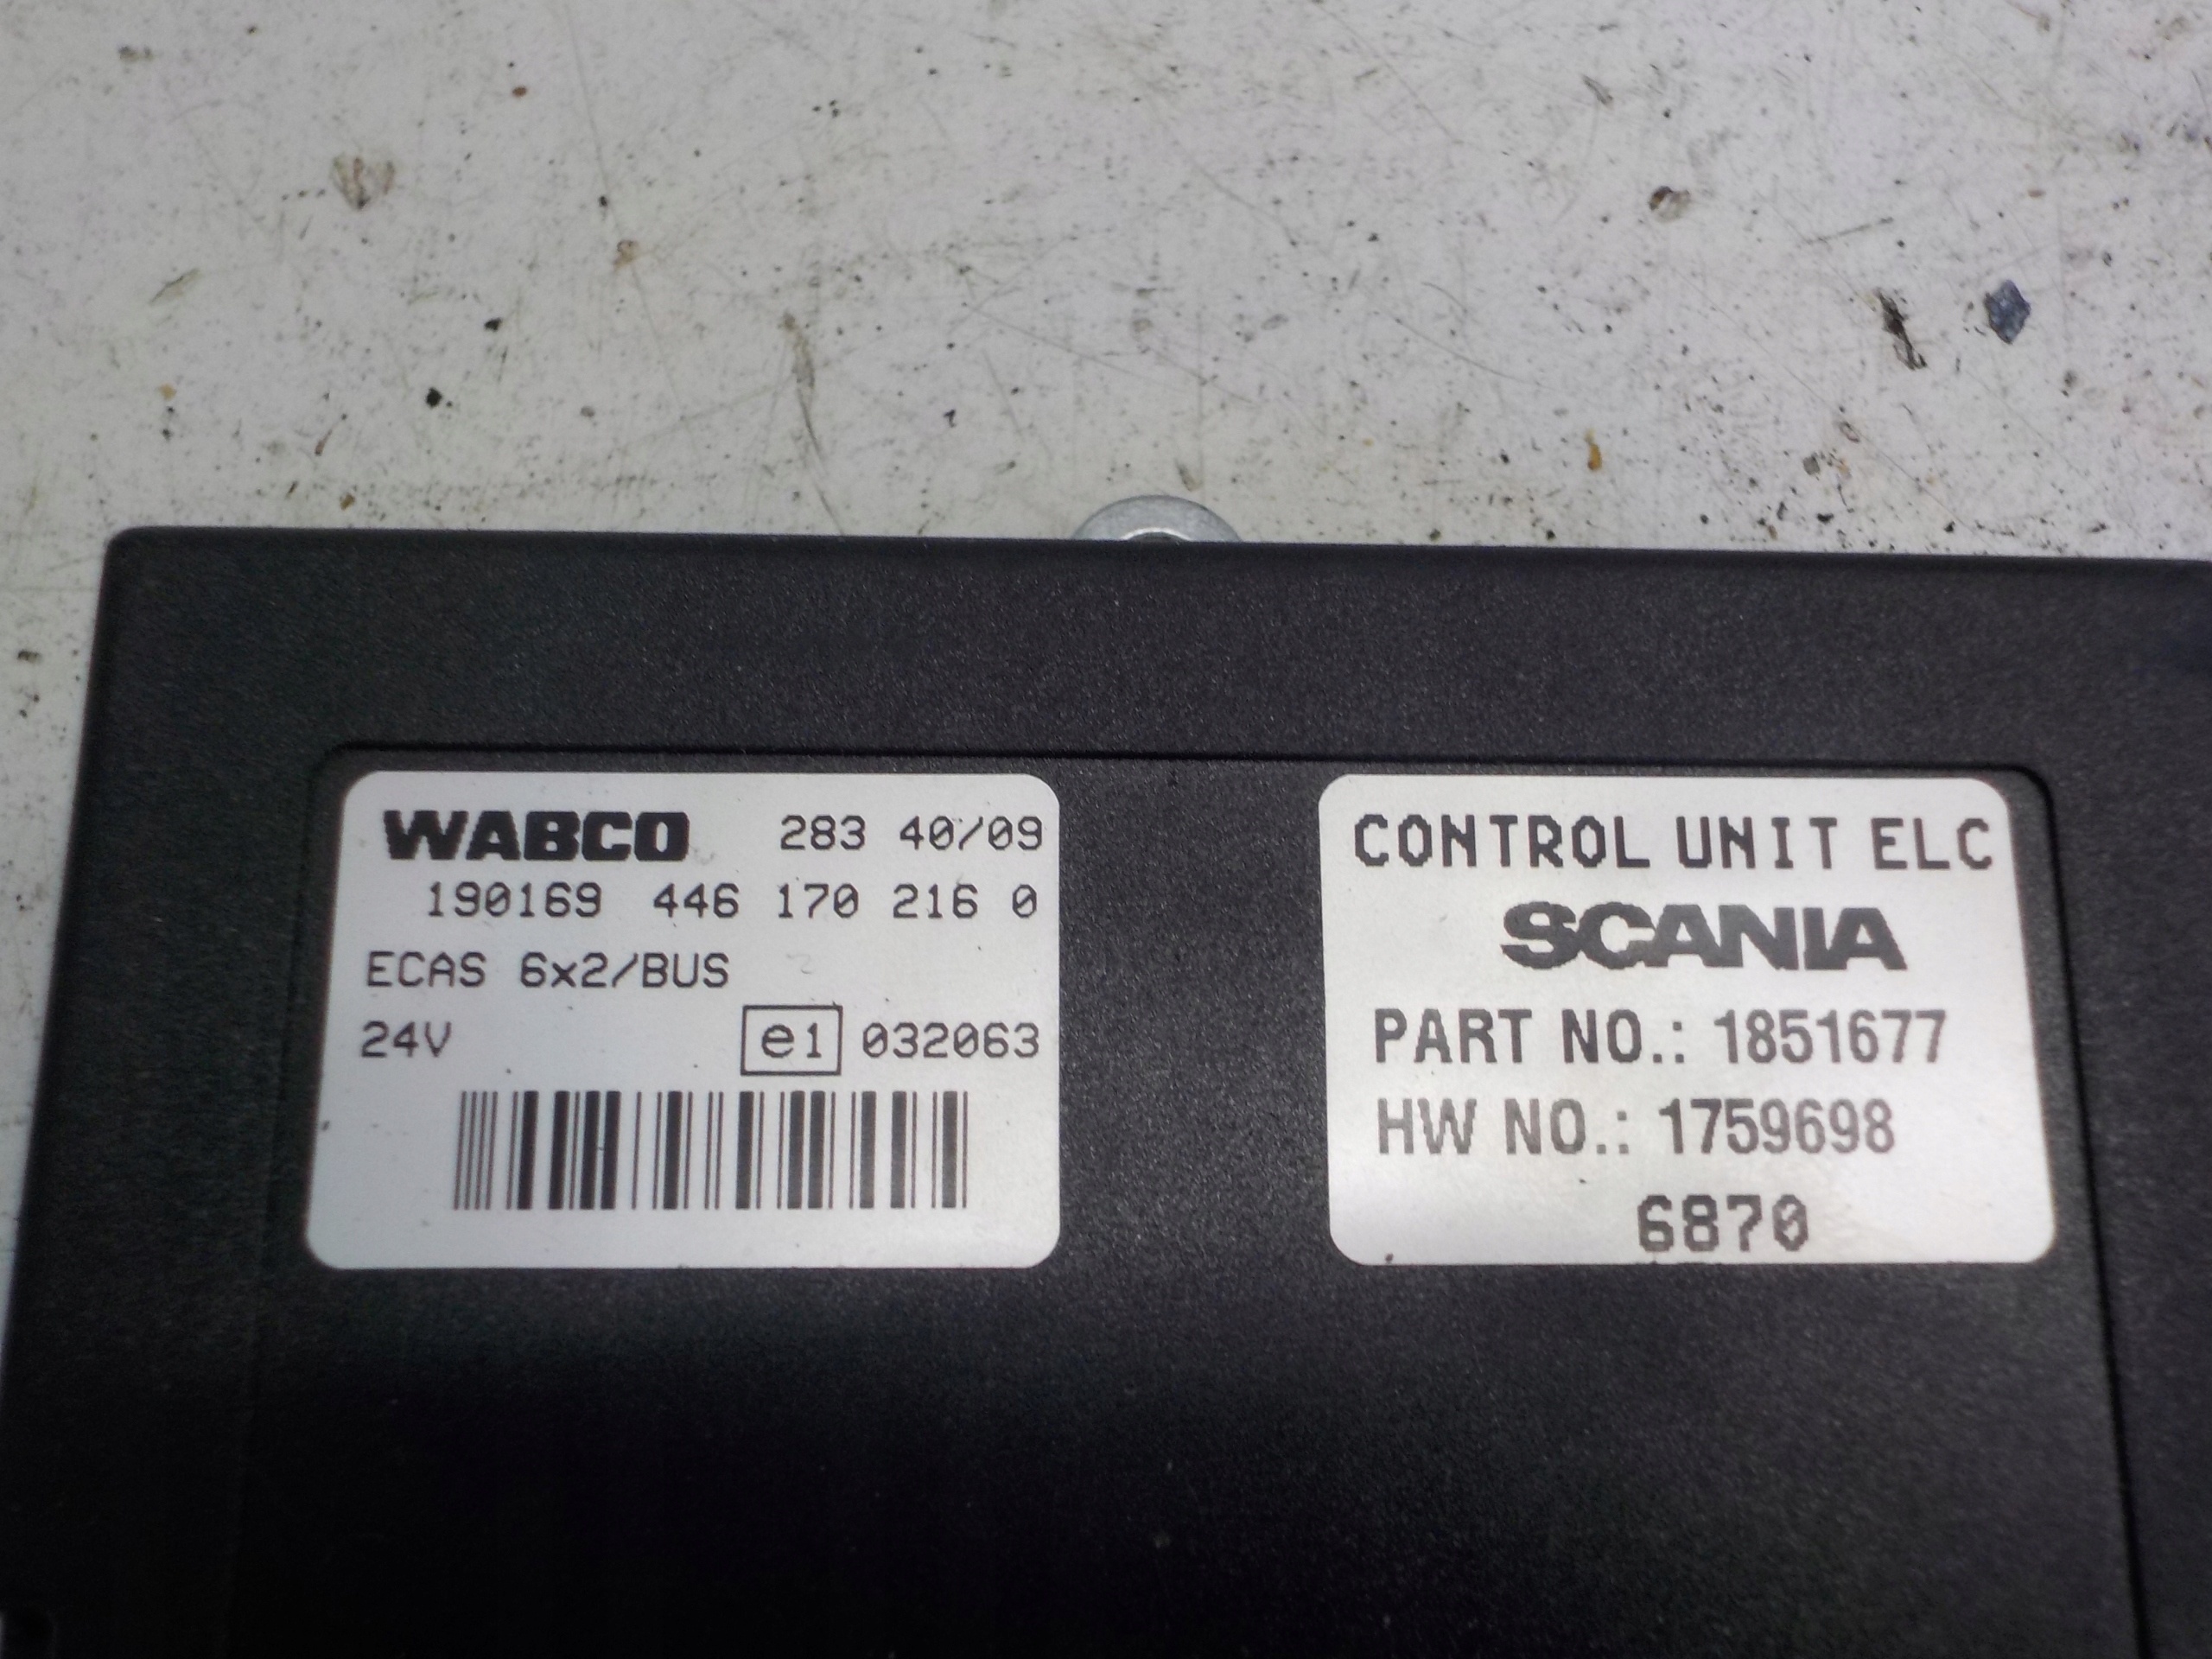 WABCO 283 40/09
190169 446 170 216 0
ECAS 6x2/BUS
24V e1 032063
CONTROL UNIT ELC
SCANIA
PART NO.: 1851677
HW NO.: 1759698
6870